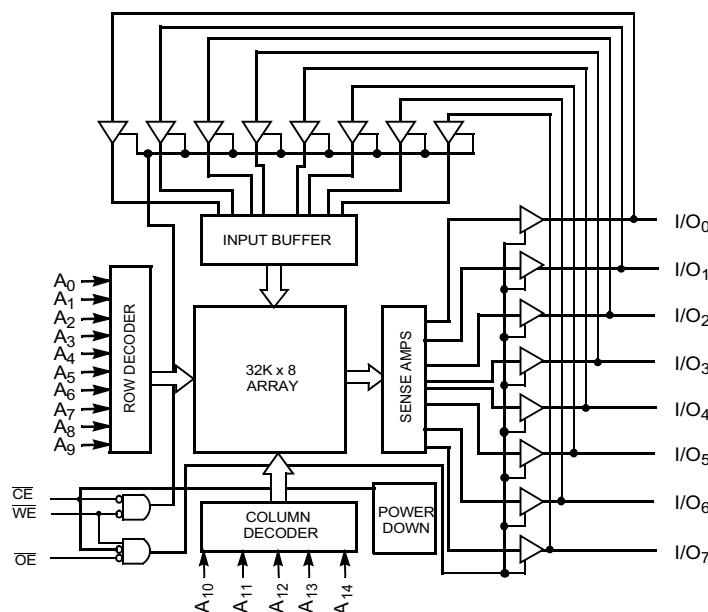 INPUT BUFFER
I/O0
I/O1
I/O2
I/O3
I/O4
I/O5
I/O6
I/O7
A0
A1
A2
A3
A4
A5
A6
A7
A8
A9
ROW DECODER
32K x 8
ARRAY
SENSE AMPS
CE
WE
OE
COLUMN
DECODER
POWER
DOWN
A10
A11
A12
A13
A14